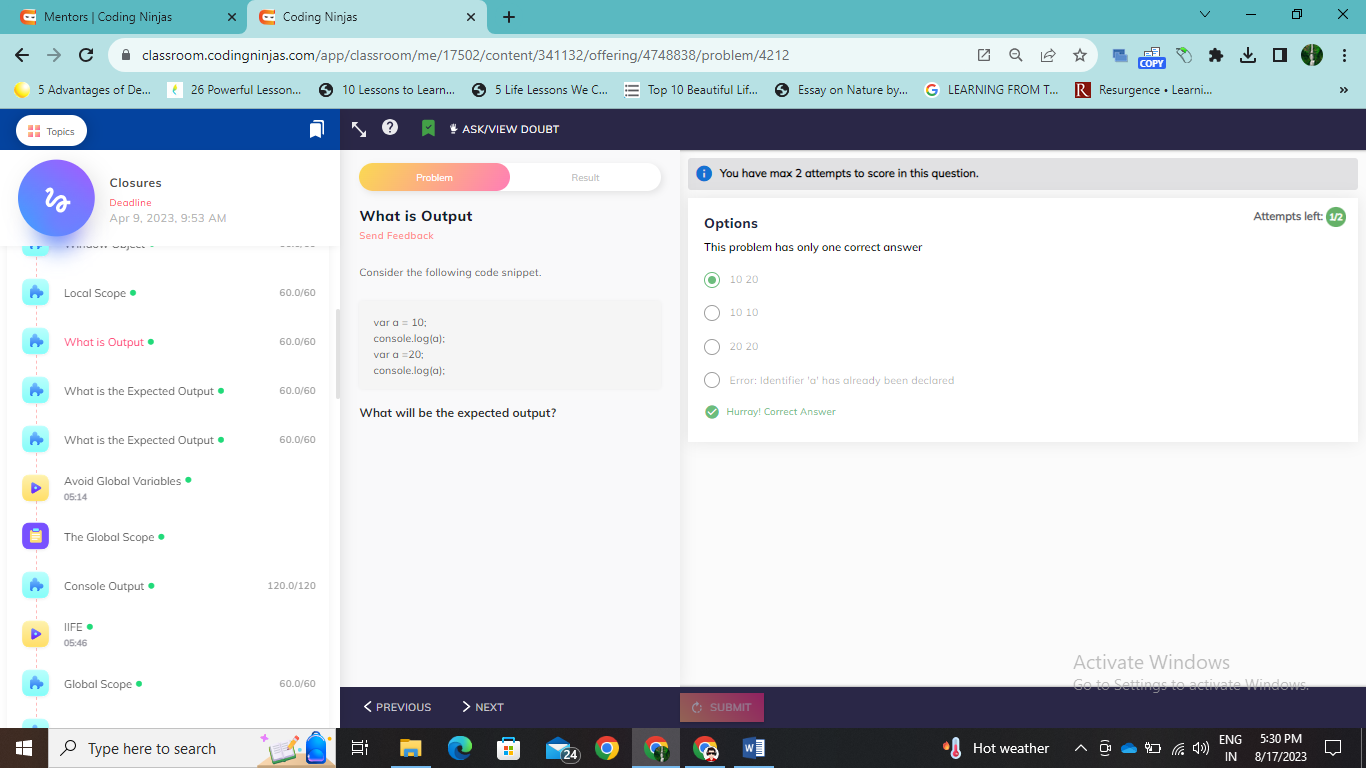 Mentors | Coding Ninjas
Coding Ninjas
classroom.codingninjas.com/app/classroom/me/17502/content/341132/offering/4748838/problem/4212
COPY
5 Advantages of De...
26 Powerful Lesson...
10 Lessons to Learn...
5 Life Lessons We C...
Top 10 Beautiful Lif...
Essay on Nature by...
LEARNING FROM T...
Resurgence • Learni...
Topics
ASK/VIEW DOUBT
Closures
Deadline
Apr 9, 2023, 9:53 AM
Window Object
Local Scope
60.0/60
What is Output
60.0/60
What is the Expected Output
60.0/60
What is the Expected Output
60.0/60
Avoid Global Variables
05:14
The Global Scope
Console Output
120.0/120
IIFE
05:46
Global Scope
60.0/60
Problem
Result
What is Output
Send Feedback
Consider the following code snippet.
var a = 10;
console.log(a);
var a =20;
console.log(a);
What will be the expected output?
You have max 2 attempts to score in this question.
Options
Attempts left: 1/2
This problem has only one correct answer
10 20
10 10
20 20
Error: Identifier 'a' has already been declared
Hurray! Correct Answer
Activate Windows
Go to Settings to activate Windows.
PREVIOUS
NEXT
SUBMIT
Type here to search
24
Hot weather
ENG
IN
5:30 PM
8/17/2023